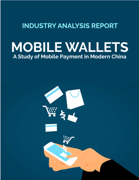 INDUSTRY ANALYSIS REPORT
MOBILE WALLETS
A Study of Mobile Payment in Modern China